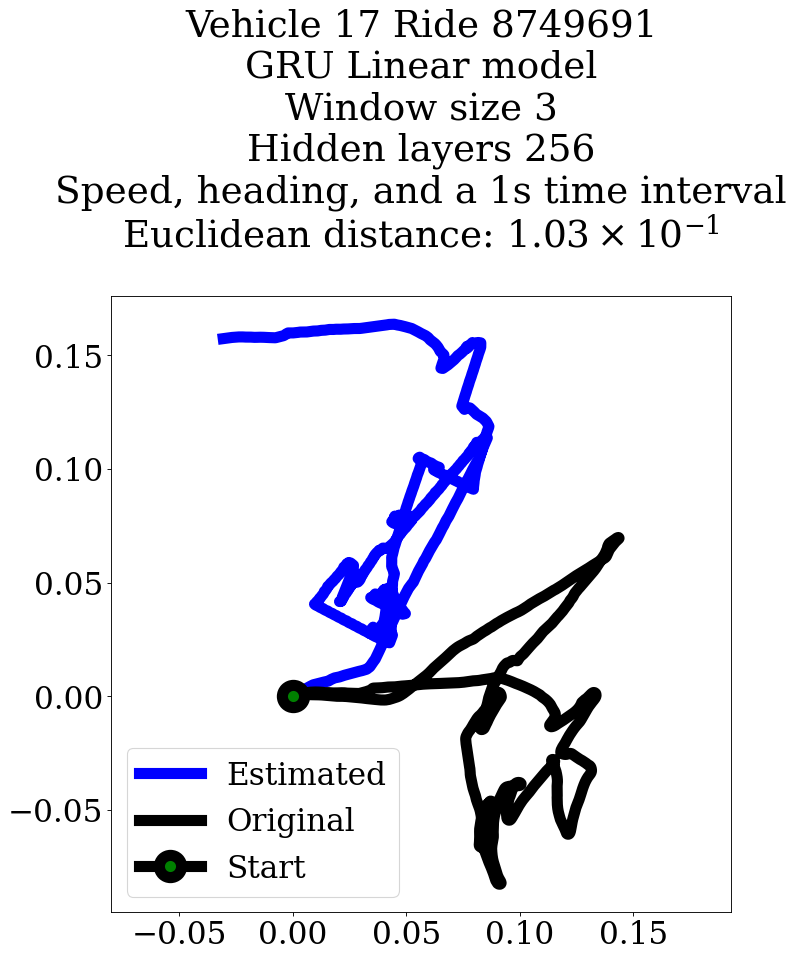 Vehicle 17 Ride 8749691
GRU Linear model
Window size 3
Hidden layers 256
Speed, heading, and a 1s time interval
Euclidean distance: 1.03 × 10⁻¹
0.15
0.10
0.05
0.00
−0.05
Estimated
Original
Start
−0.05 0.00 0.05 0.10 0.15